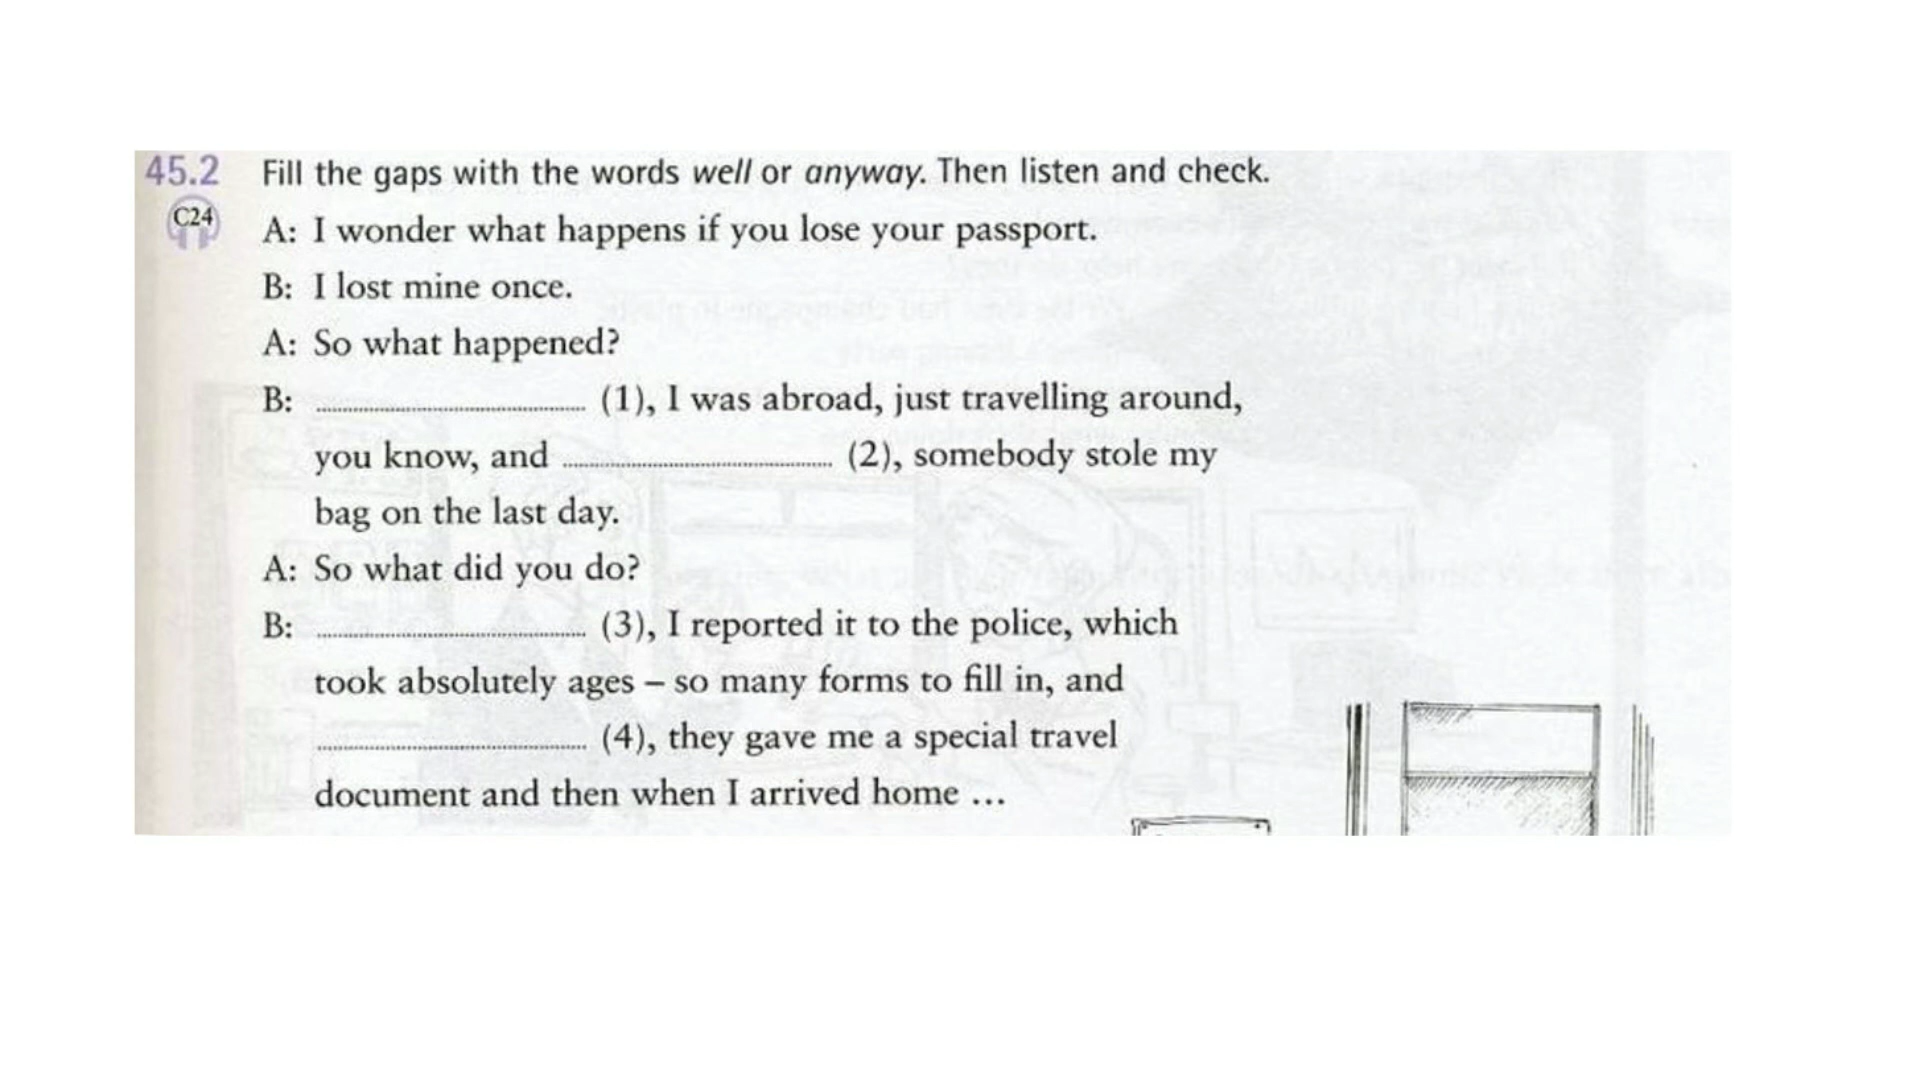 45.2 Fill the gaps with the words well or anyway. Then listen and check.
C24
A: I wonder what happens if you lose your passport.
B: I lost mine once.
A: So what happened?
B: ........................ (1), I was abroad, just travelling around,
you know, and ........................ (2), somebody stole my
bag on the last day.
A: So what did you do?
B: ........................ (3), I reported it to the police, which
took absolutely ages – so many forms to fill in, and
........................ (4), they gave me a special travel
document and then when I arrived home ...